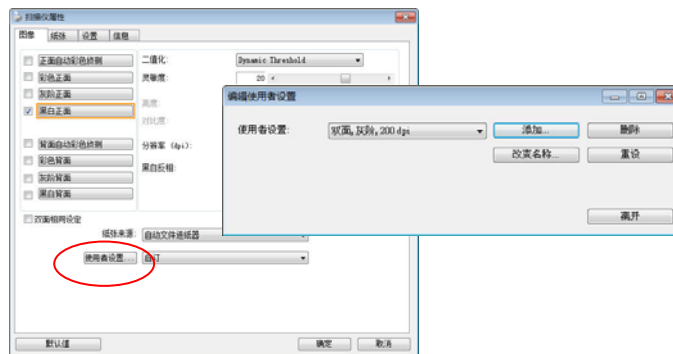 扫描仪属性
图像 纸张 设置 信息
正面自动彩色侦测
彩色正面
灰阶正面
黑白正面
背面自动彩色侦测
彩色背面
灰阶背面
黑白背面
二值化: Dynamic Threshold
灵敏度: 20
亮度:
对比度:
分辨率 (dpi):
黑白反相:
双面相同设定
纸张来源: 自动文件进纸器
使用者设置... 自订
默认值 确定 取消
编辑使用者设置
使用者设置: 双面,灰阶,200 dpi 添加... 删除
改变名称... 重设
离开